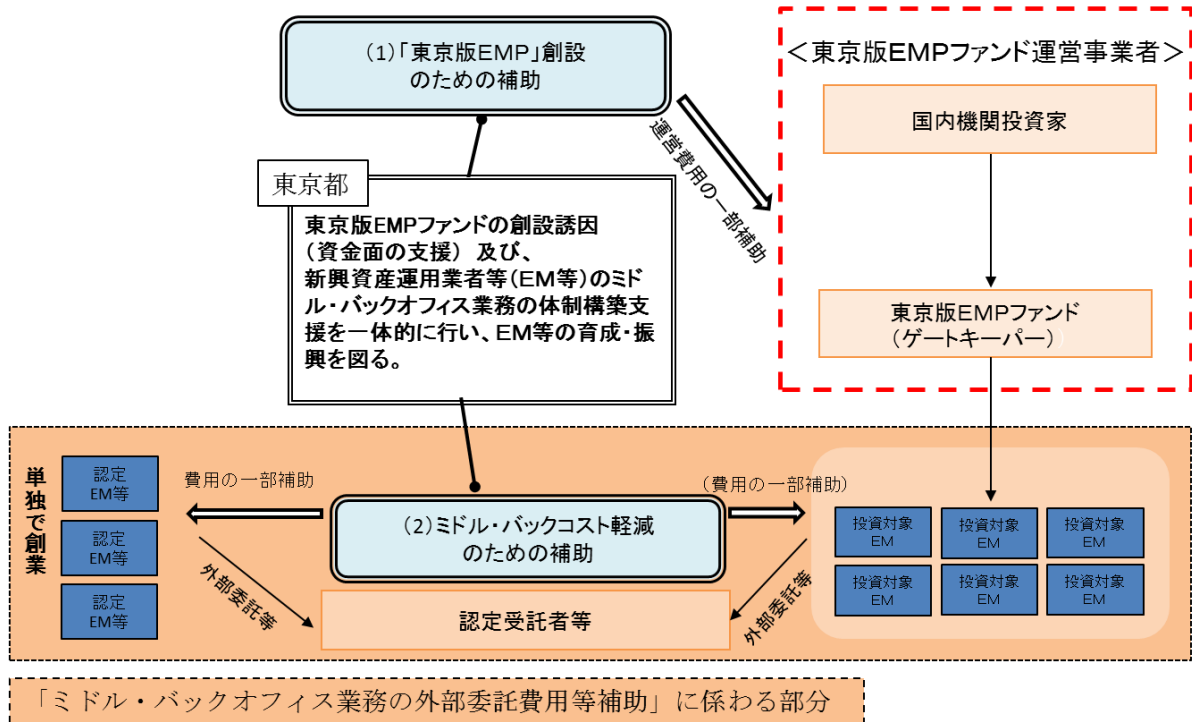 (1)「東京版EMP」創設
のための補助
＜東京版EMPファンド運営事業者＞
国内機関投資家
運営費用の一部補助
東京都
東京版EMPファンドの創設誘因
(資金面の支援) 及び、
新興資産運用業者等(EM等)のミド
ル・バックオフィス業務の体制構築支
援を一体的に行い、EM等の育成・振
興を図る。
東京版EMPファンド
(ゲートキーパー)
単独で創業
認定
EM等
認定
EM等
認定
EM等
費用の一部補助
(2)ミドル・バックコスト軽減
のための補助
(費用の一部補助)
投資対象
EM
投資対象
EM
投資対象
EM
投資対象
EM
投資対象
EM
投資対象
EM
外部委託等
認定受託者等
外部委託等
「ミドル・バックオフィス業務の外部委託費用等補助」に係わる部分